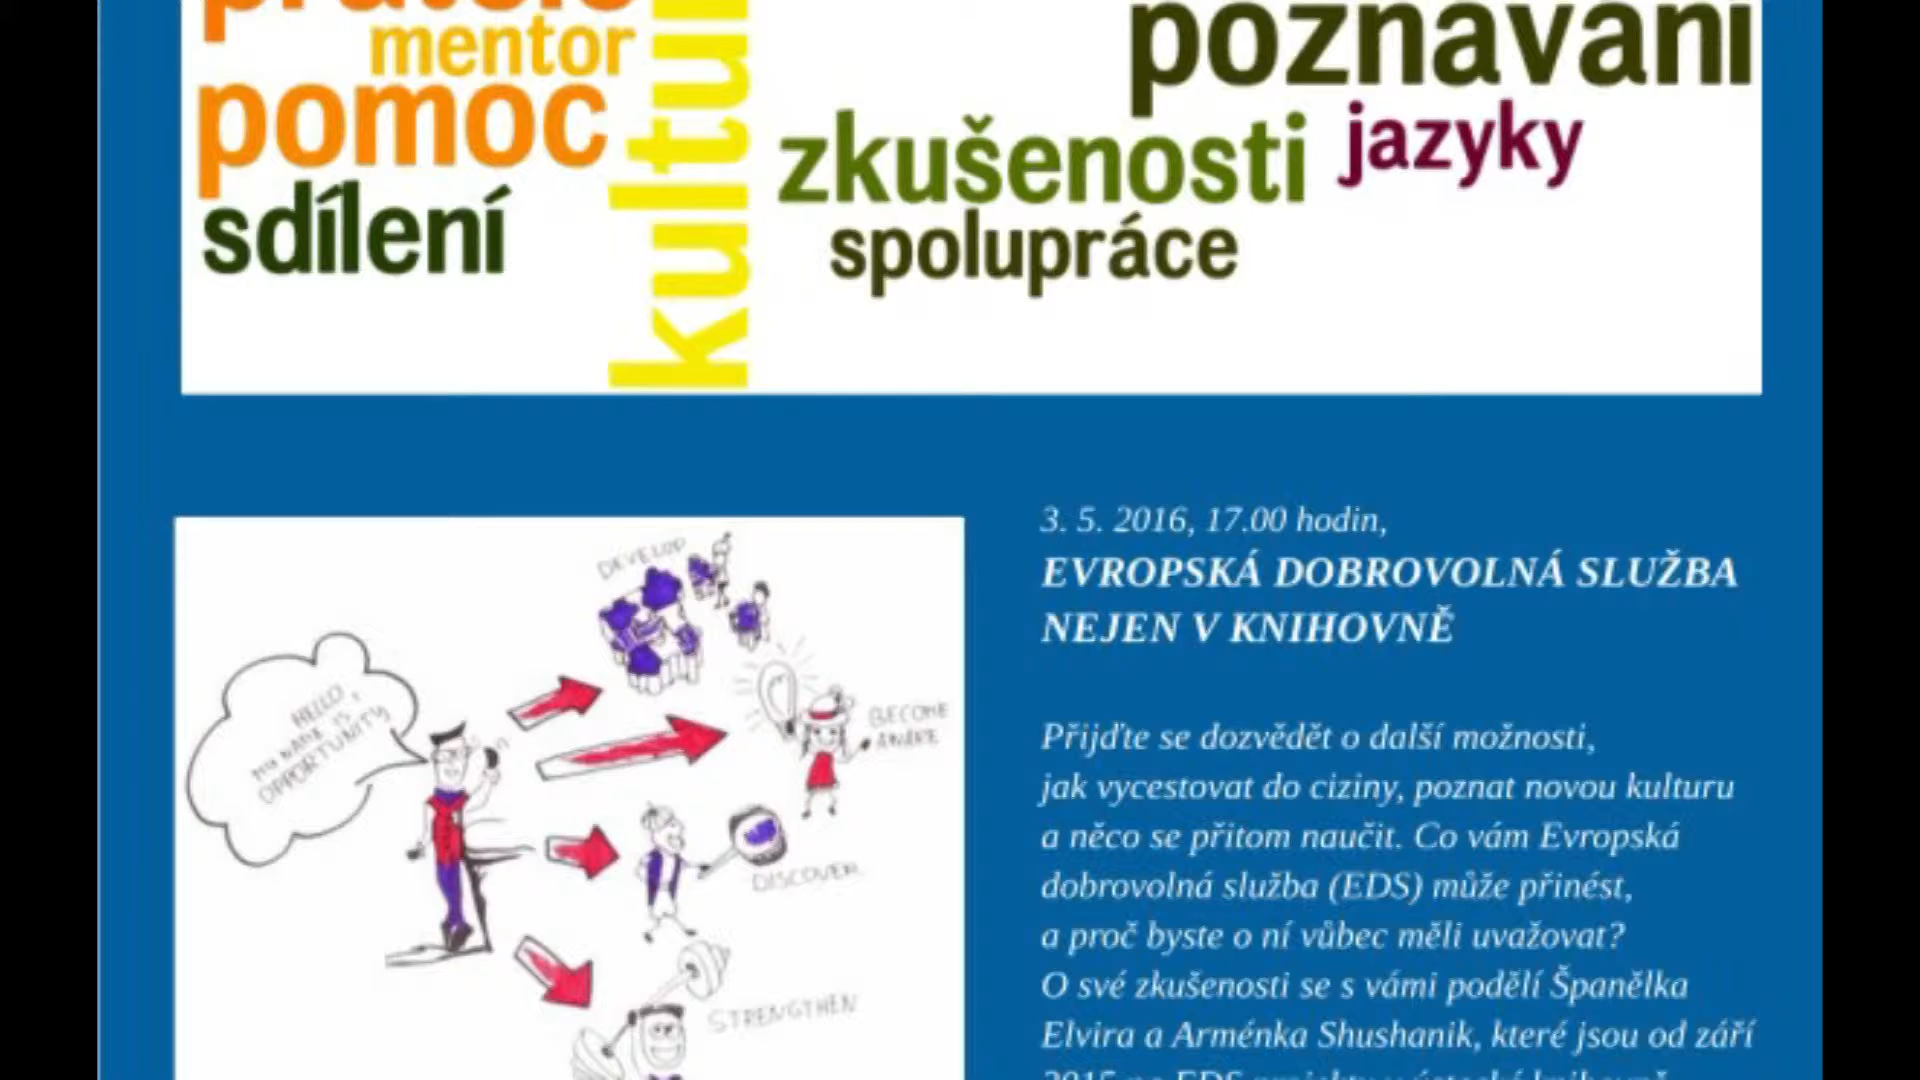 mentor
pomoc
sdílení
poznávání
zkušenosti
jazyky
spolupráce
3. 5. 2016, 17.00 hodin,
EVROPSKÁ DOBROVOLNÁ SLUŽBA
NEJEN V KNIHOVNĚ
Přijďte se dozvědět o další možnosti,
jak vycestovat do ciziny, poznat novou kulturu
a něco se přitom naučit. Co vám Evropská
dobrovolná služba (EDS) může přinést,
a proč byste o ní vůbec měli uvažovat?
O své zkušenosti se s vámi podělí Španělka
Elvira a Arménka Shushanik, které jsou od září
DEVELOP
HELLO,
MY NAME IS
OPPORTUNITY
BECOME
AWARE
DISCOVER
STRENGTHEN